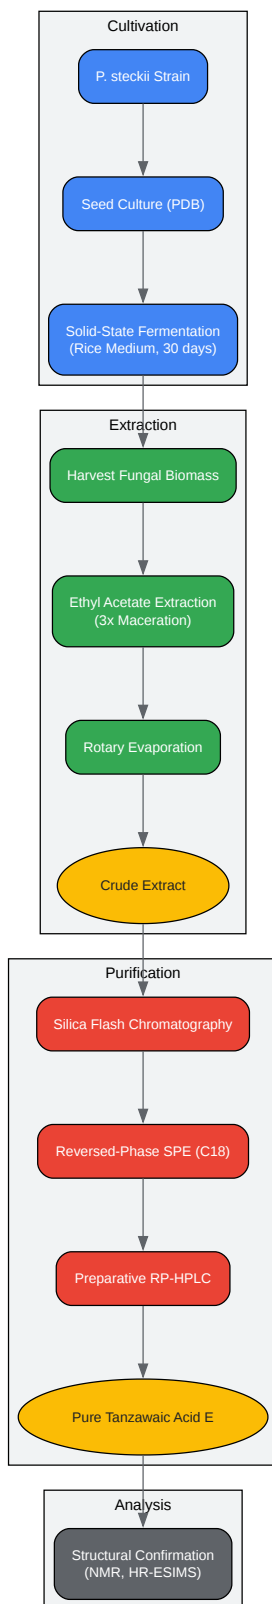 Cultivation
P. steckii Strain
Seed Culture (PDB)
Solid-State Fermentation
(Rice Medium, 30 days)
Extraction
Harvest Fungal Biomass
Ethyl Acetate Extraction
(3x Maceration)
Rotary Evaporation
Crude Extract
Purification
Silica Flash Chromatography
Reversed-Phase SPE (C18)
Preparative RP-HPLC
Pure Tanzawaic Acid E
Analysis
Structural Confirmation
(NMR, HR-ESIMS)